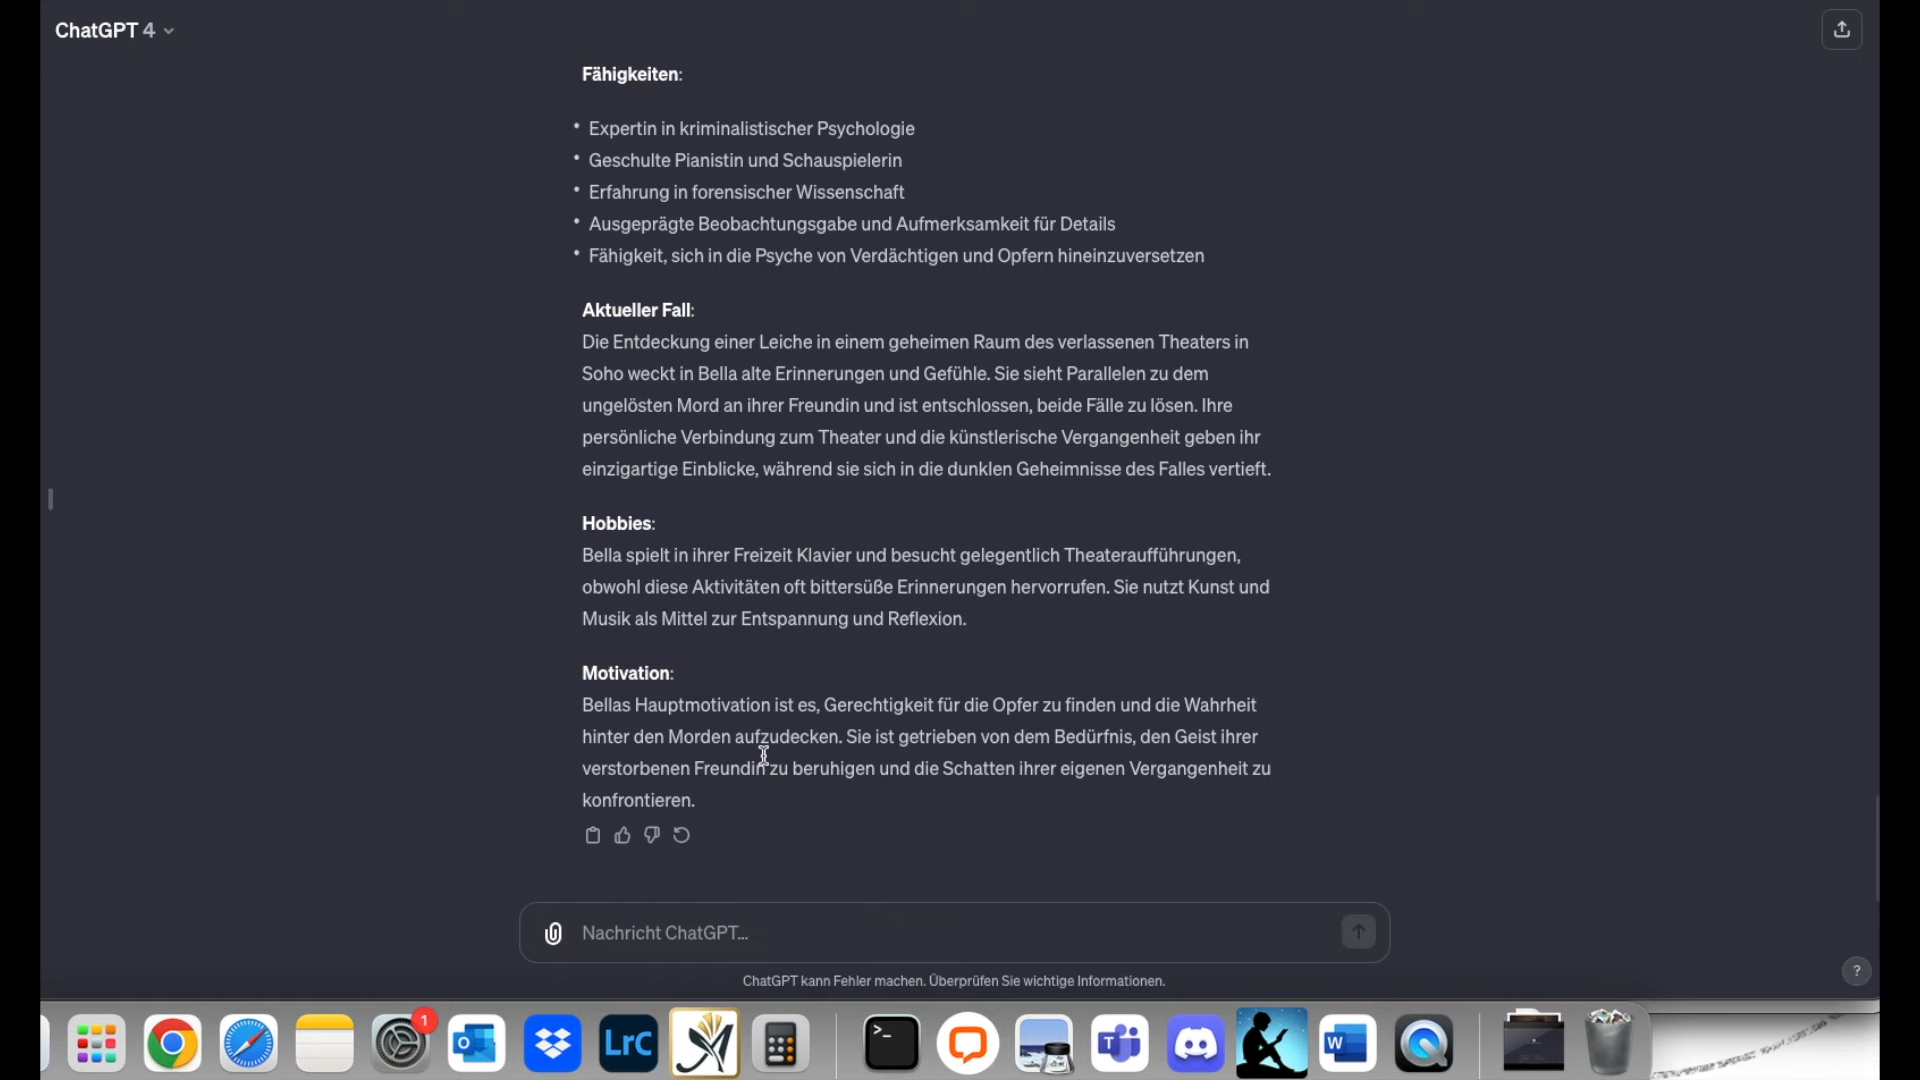 ChatGPT 4
Fähigkeiten:
• Expertin in kriminalistischer Psychologie
• Geschulte Pianistin und Schauspielerin
• Erfahrung in forensischer Wissenschaft
• Ausgeprägte Beobachtungsgabe und Aufmerksamkeit für Details
• Fähigkeit, sich in die Psyche von Verdächtigen und Opfern hineinzuversetzen
Aktueller Fall:
Die Entdeckung einer Leiche in einem geheimen Raum des verlassenen Theaters in
Soho weckt in Bella alte Erinnerungen und Gefühle. Sie sieht Parallelen zu dem
ungelösten Mord an ihrer Freundin und ist entschlossen, beide Fälle zu lösen. Ihre
persönliche Verbindung zum Theater und die künstlerische Vergangenheit geben ihr
einzigartige Einblicke, während sie sich in die dunklen Geheimnisse des Falles vertieft.
Hobbies:
Bella spielt in ihrer Freizeit Klavier und besucht gelegentlich Theateraufführungen,
obwohl diese Aktivitäten oft bittersüße Erinnerungen hervorrufen. Sie nutzt Kunst und
Musik als Mittel zur Entspannung und Reflexion.
Motivation:
Bellas Hauptmotivation ist es, Gerechtigkeit für die Opfer zu finden und die Wahrheit
hinter den Morden aufzudecken. Sie ist getrieben von dem Bedürfnis, den Geist ihrer
verstorbenen Freundin zu beruhigen und die Schatten ihrer eigenen Vergangenheit zu
konfrontieren.
Nachricht ChatGPT...
ChatGPT kann Fehler machen. Überprüfen Sie wichtige Informationen.
?
1
LrC
>_
T
W